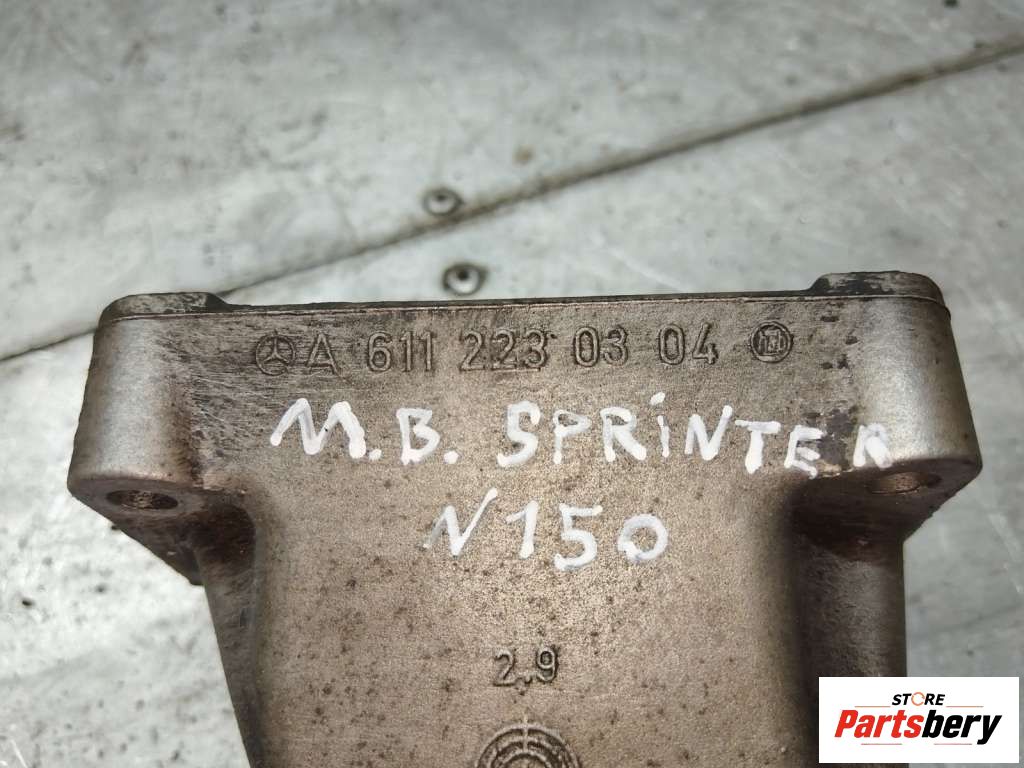 A 611 223 03 04
M.B. SPRINTER
N150
2.9
STORE
Partsbery